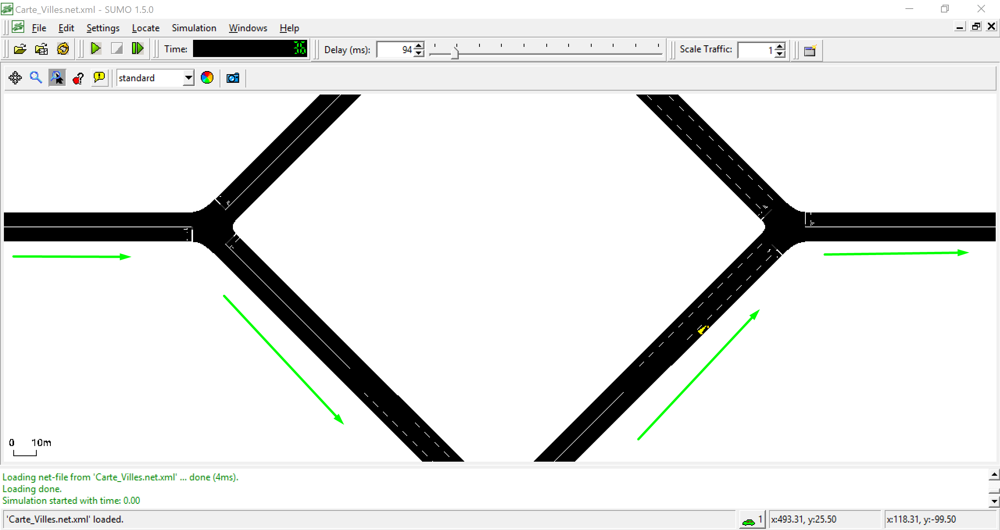 Carte_Villes.net.xml - SUMO 1.5.0
File Edit Settings Locate Simulation Windows Help
Time: 36 Delay (ms): 94 Scale Traffic: 1
standard
0 10m
Loading net-file from 'Carte_Villes.net.xml' ... done (4ms).
Loading done.
Simulation started with time: 0.00
'Carte_Villes.net.xml' loaded. 1 x:493.31, y:25.50 x:118.31, y:-99.50